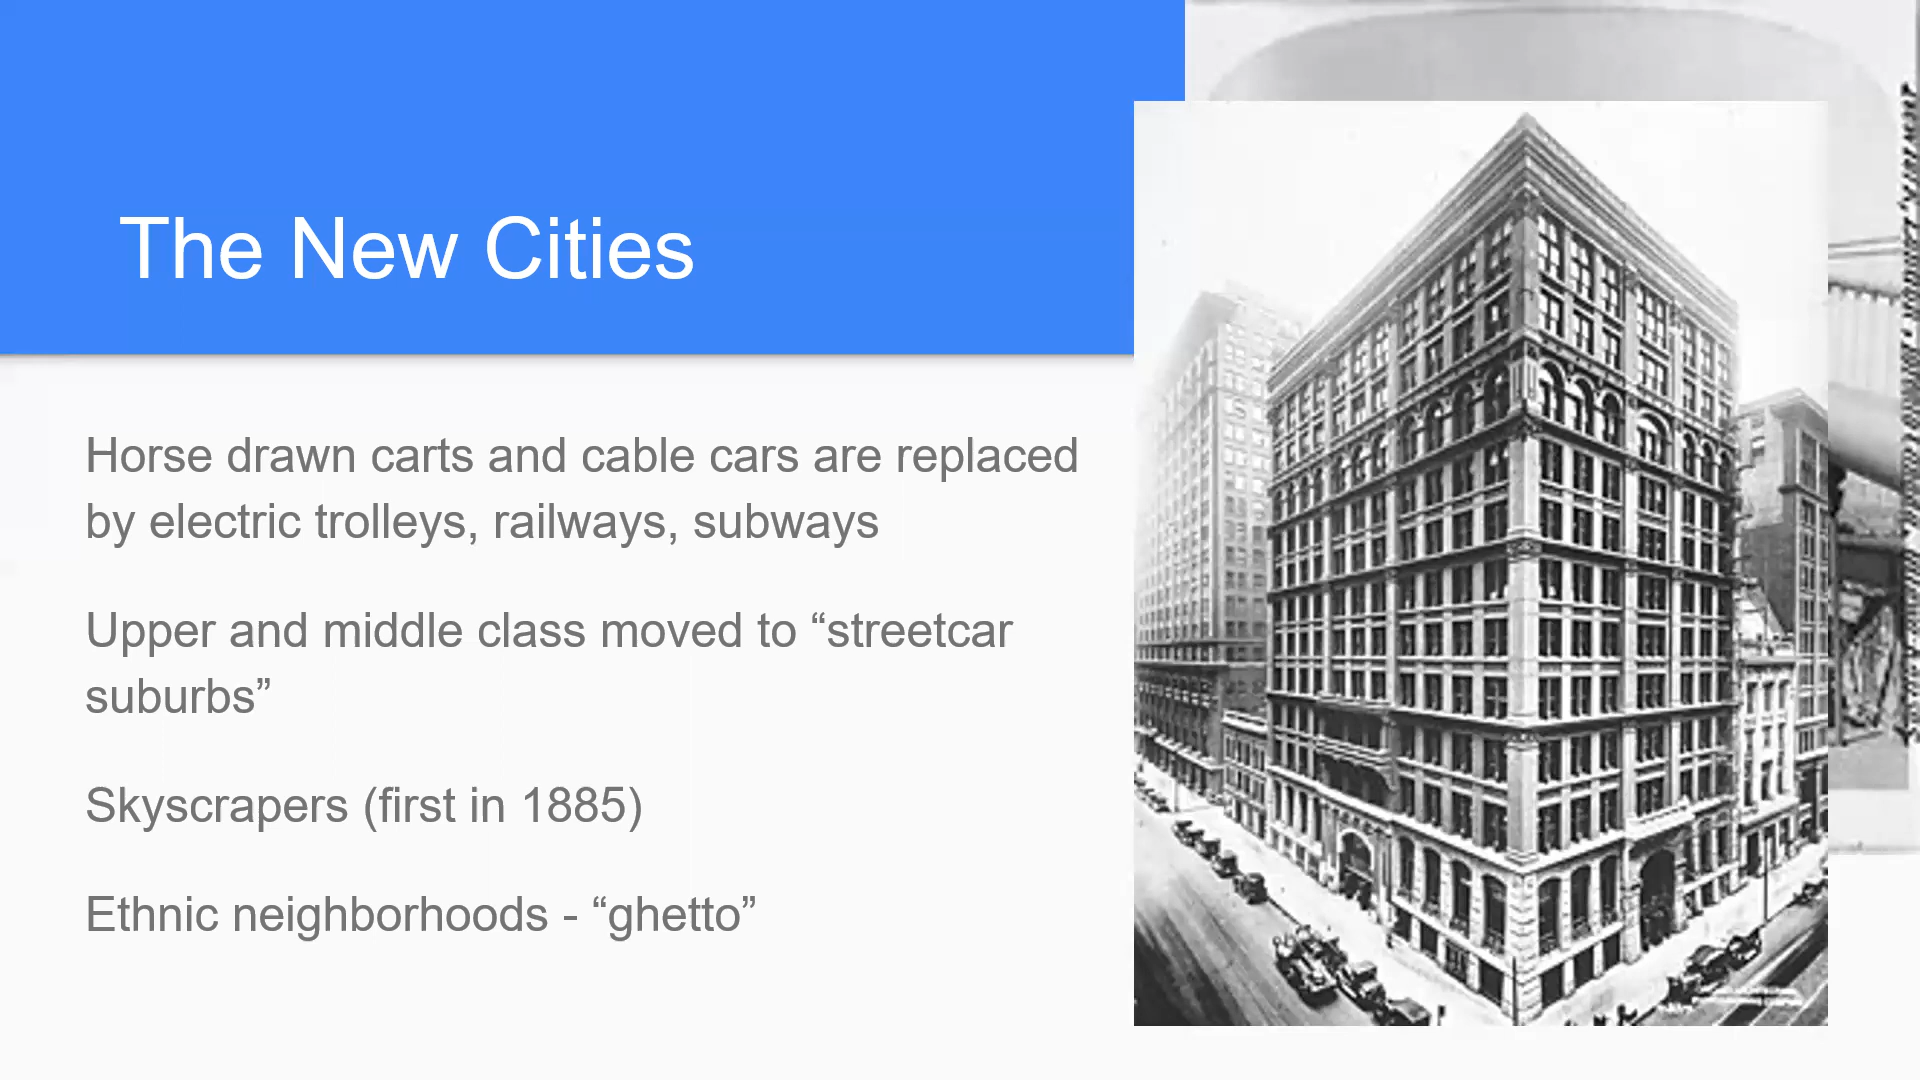 The New Cities
Horse drawn carts and cable cars are replaced
by electric trolleys, railways, subways
Upper and middle class moved to “streetcar
suburbs”
Skyscrapers (first in 1885)
Ethnic neighborhoods - “ghetto”